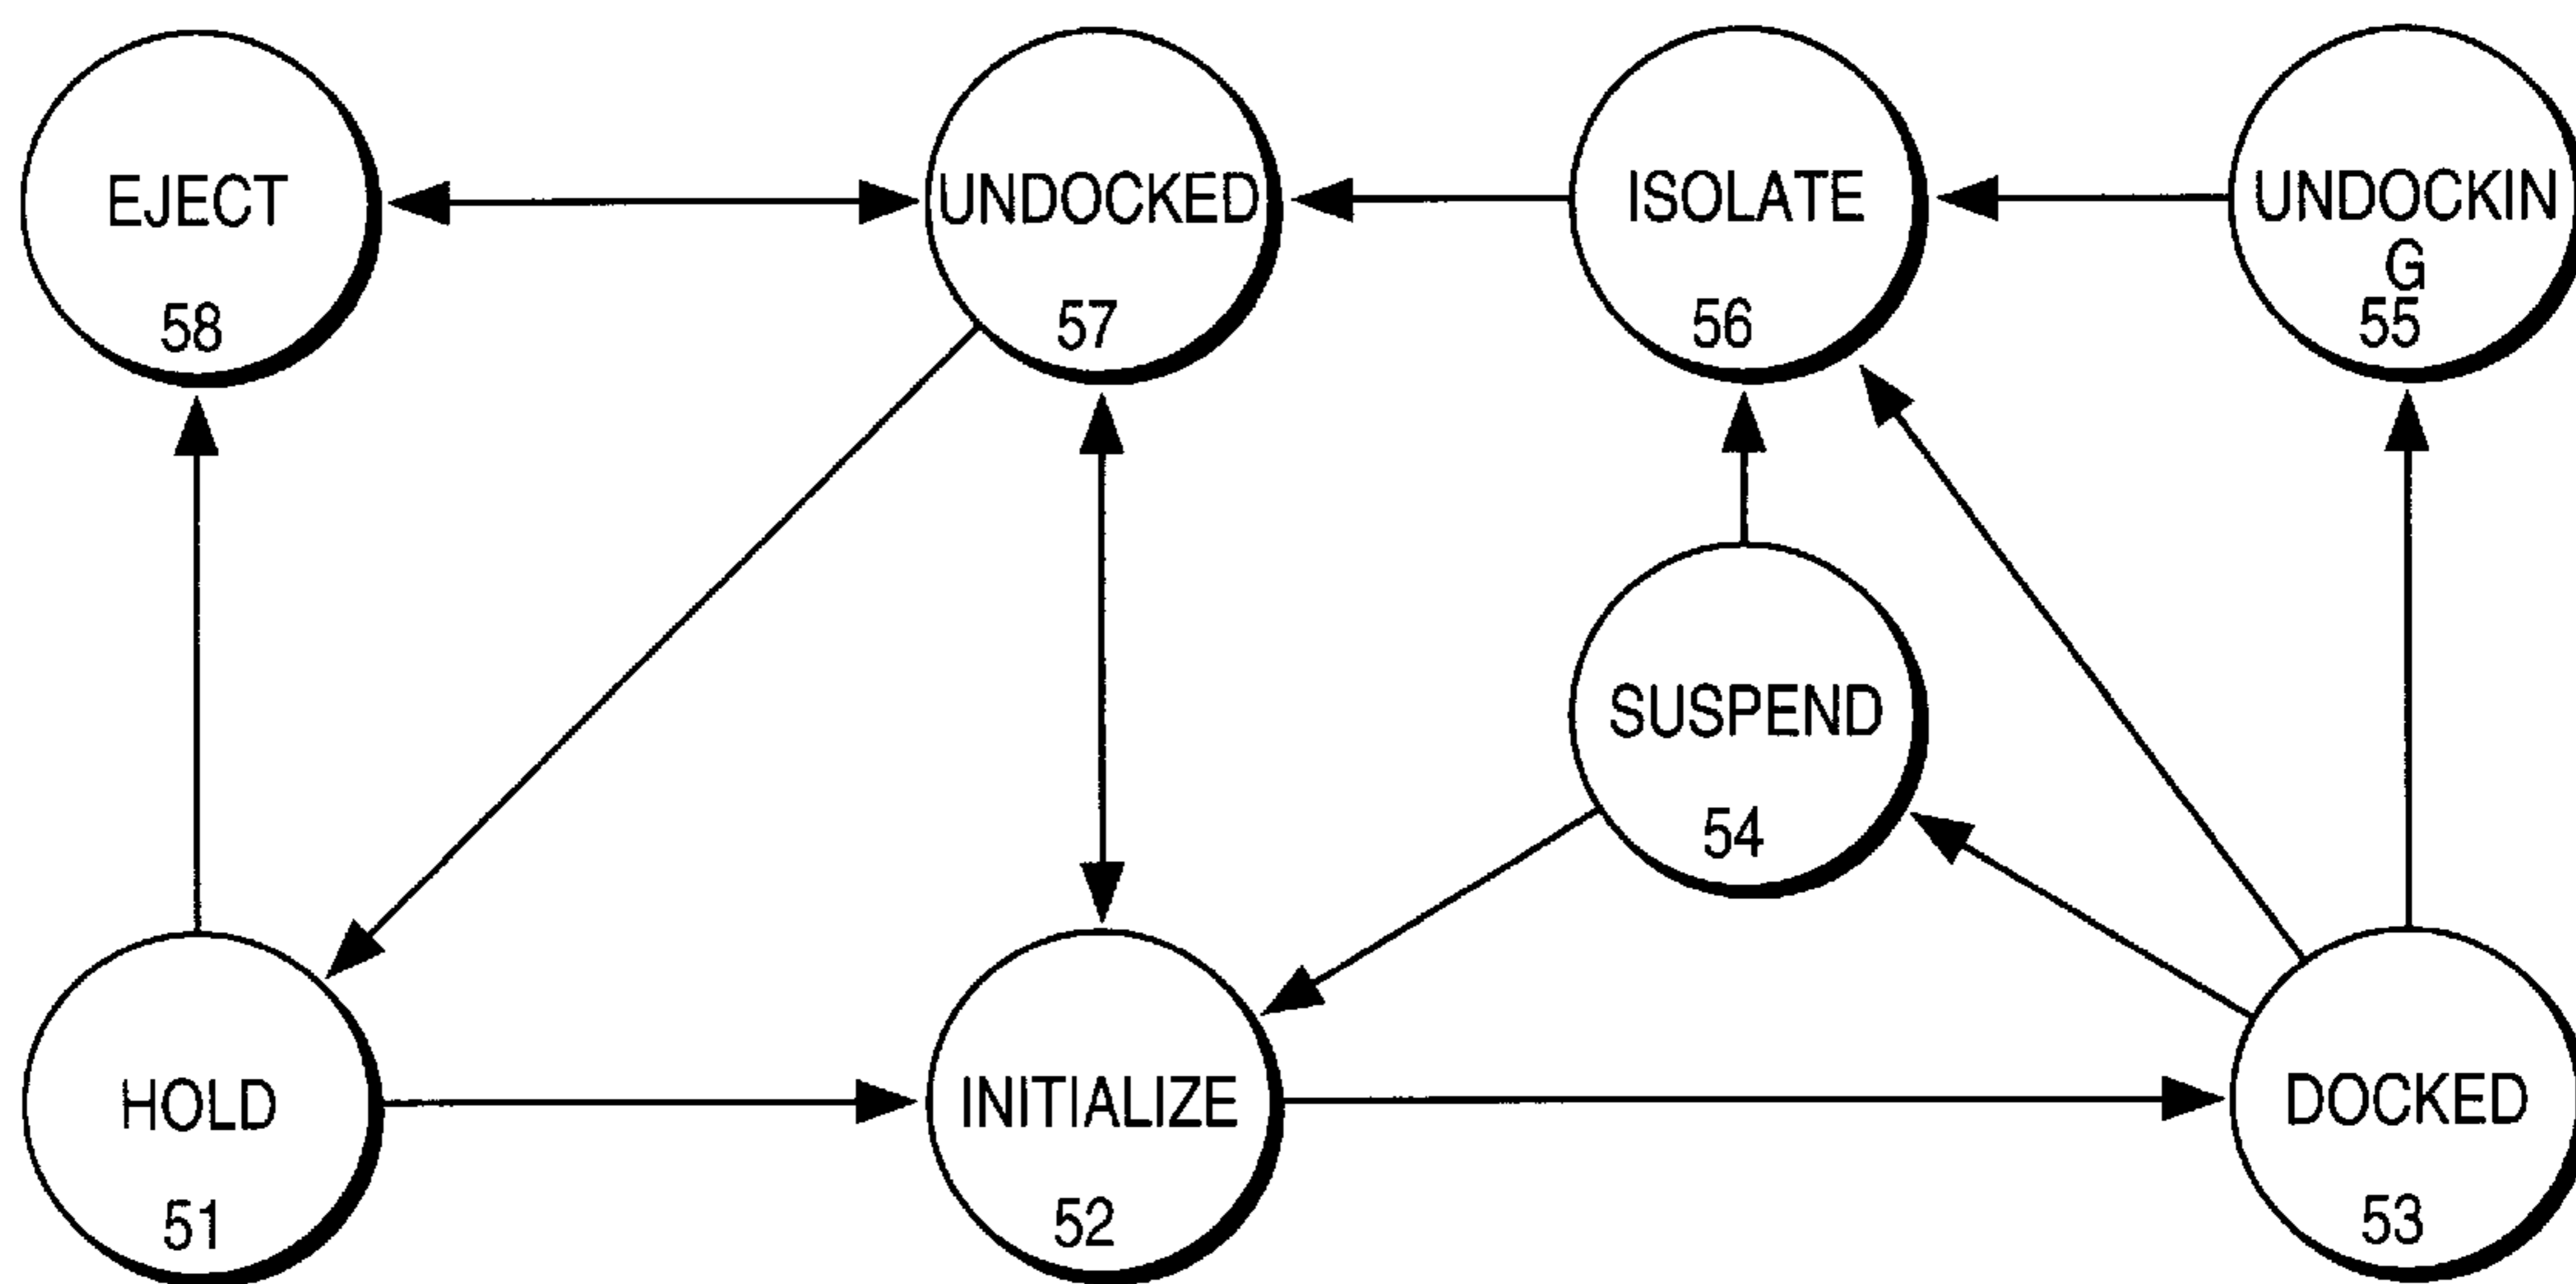 EJECT
58
UNDOCKED
57
ISOLATE
56
UNDOCKIN
G
55
SUSPEND
54
HOLD
51
INITIALIZE
52
DOCKED
53